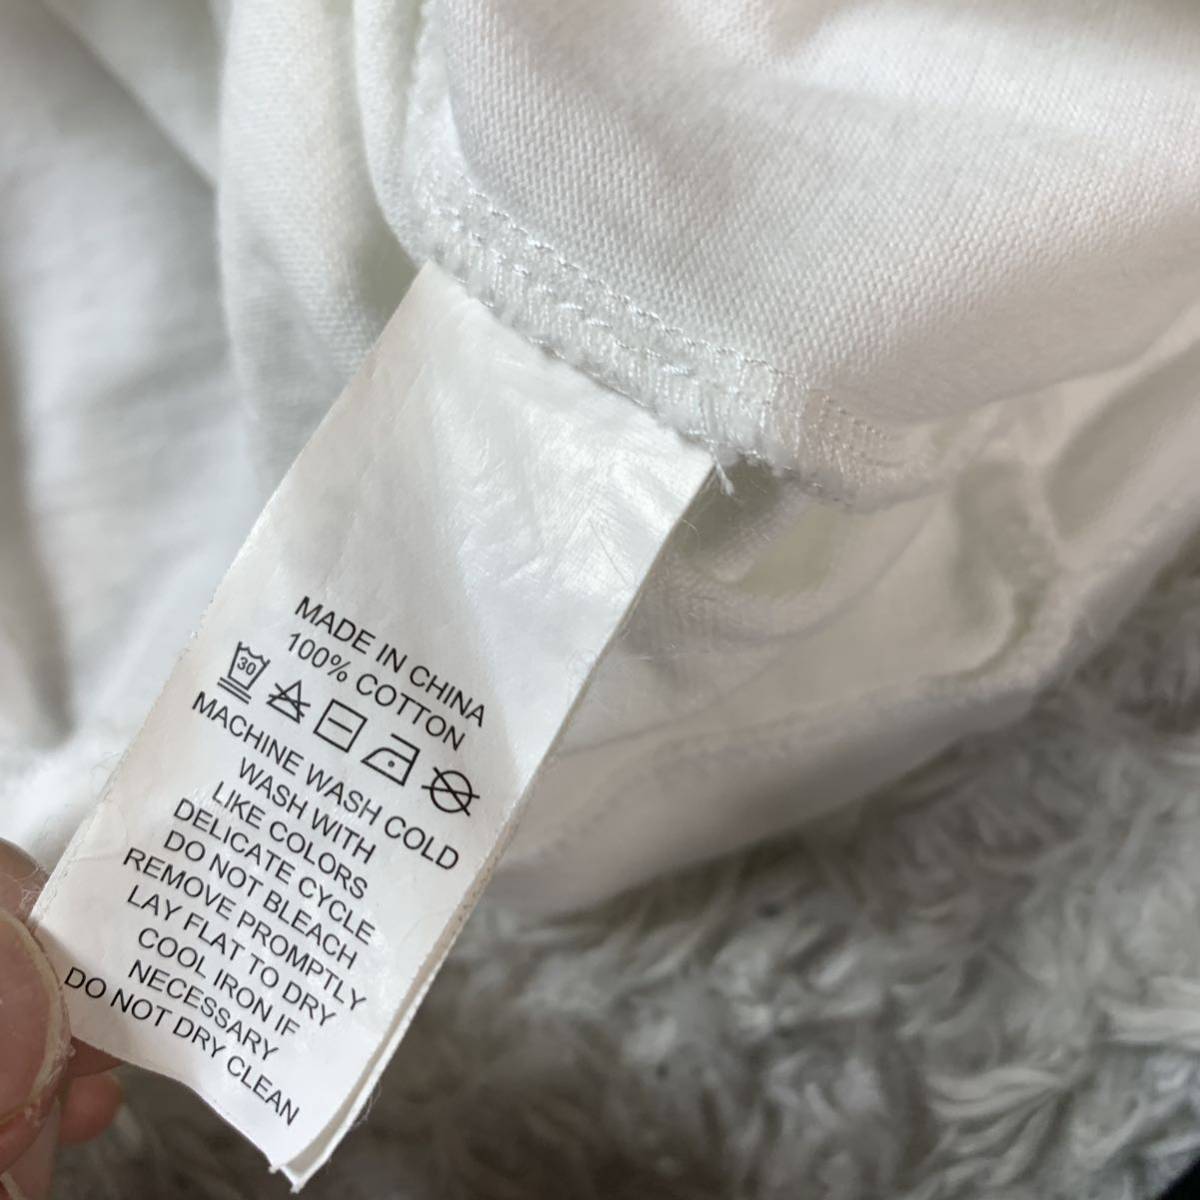 MADE IN CHINA
100% COTTON
30
MACHINE WASH COLD
WASH WITH
LIKE COLORS
DELICATE CYCLE
DO NOT BLEACH
REMOVE PROMPTLY
LAY FLAT TO DRY
COOL IRON IF
NECESSARY
DO NOT DRY CLEAN